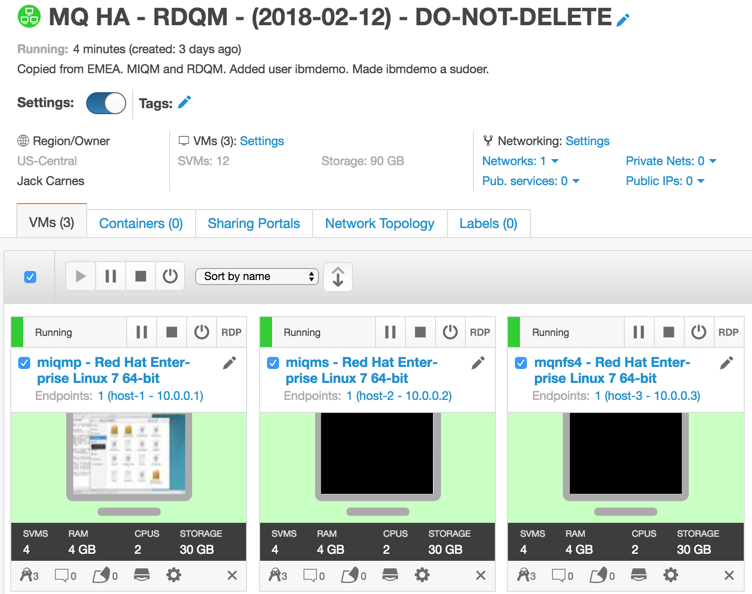 MQ HA - RDQM - (2018-02-12) - DO-NOT-DELETE
Running: 4 minutes (created: 3 days ago)
Copied from EMEA. MIQM and RDQM. Added user ibmdemo. Made ibmdemo a sudoer.
Settings: Tags:
Region/Owner
US-Central
Jack Carnes
VMs (3): Settings
SVMs: 12 Storage: 90 GB
Networking: Settings
Networks: 1 Private Nets: 0
Pub. services: 0 Public IPs: 0
VMs (3) Containers (0) Sharing Portals Network Topology Labels (0)
Sort by name
Running RDP
miqmp - Red Hat Enter-
prise Linux 7 64-bit
Endpoints: 1 (host-1 - 10.0.0.1)
SVMS RAM CPUS STORAGE
4 4 GB 2 30 GB
3 0 0
Running RDP
miqms - Red Hat Enter-
prise Linux 7 64-bit
Endpoints: 1 (host-2 - 10.0.0.2)
SVMS RAM CPUS STORAGE
4 4 GB 2 30 GB
3 0 0
Running RDP
mqnfs4 - Red Hat Enter-
prise Linux 7 64-bit
Endpoints: 1 (host-3 - 10.0.0.3)
SVMS RAM CPUS STORAGE
4 4 GB 2 30 GB
3 0 0